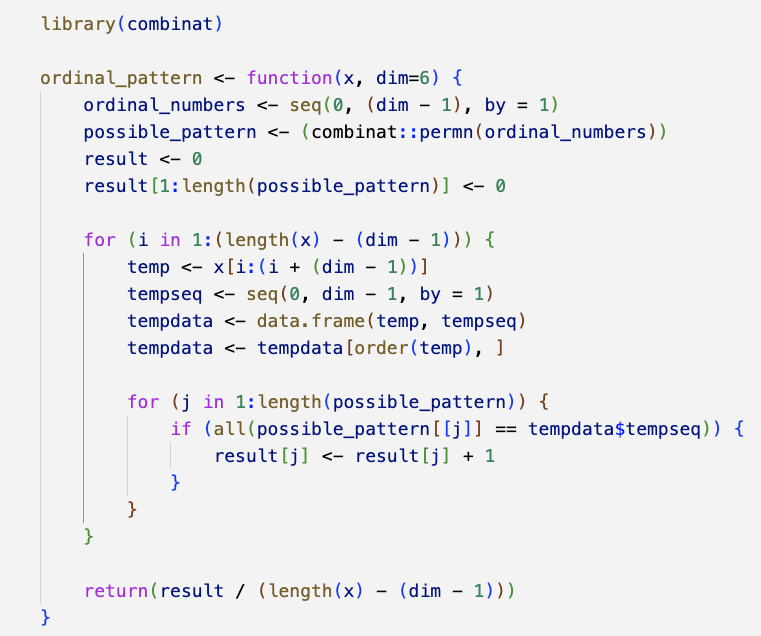 library(combinat)

ordinal_pattern <- function(x, dim=6) {
    ordinal_numbers <- seq(0, (dim - 1), by = 1)
    possible_pattern <- (combinat::permn(ordinal_numbers))
    result <- 0
    result[1:length(possible_pattern)] <- 0

    for (i in 1:(length(x) - (dim - 1))) {
        temp <- x[i:(i + (dim - 1))]
        tempseq <- seq(0, dim - 1, by = 1)
        tempdata <- data.frame(temp, tempseq)
        tempdata <- tempdata[order(temp), ]

        for (j in 1:length(possible_pattern)) {
            if (all(possible_pattern[[j]] == tempdata$tempseq)) {
                result[j] <- result[j] + 1
            }
        }
    }

    return(result / (length(x) - (dim - 1)))
}